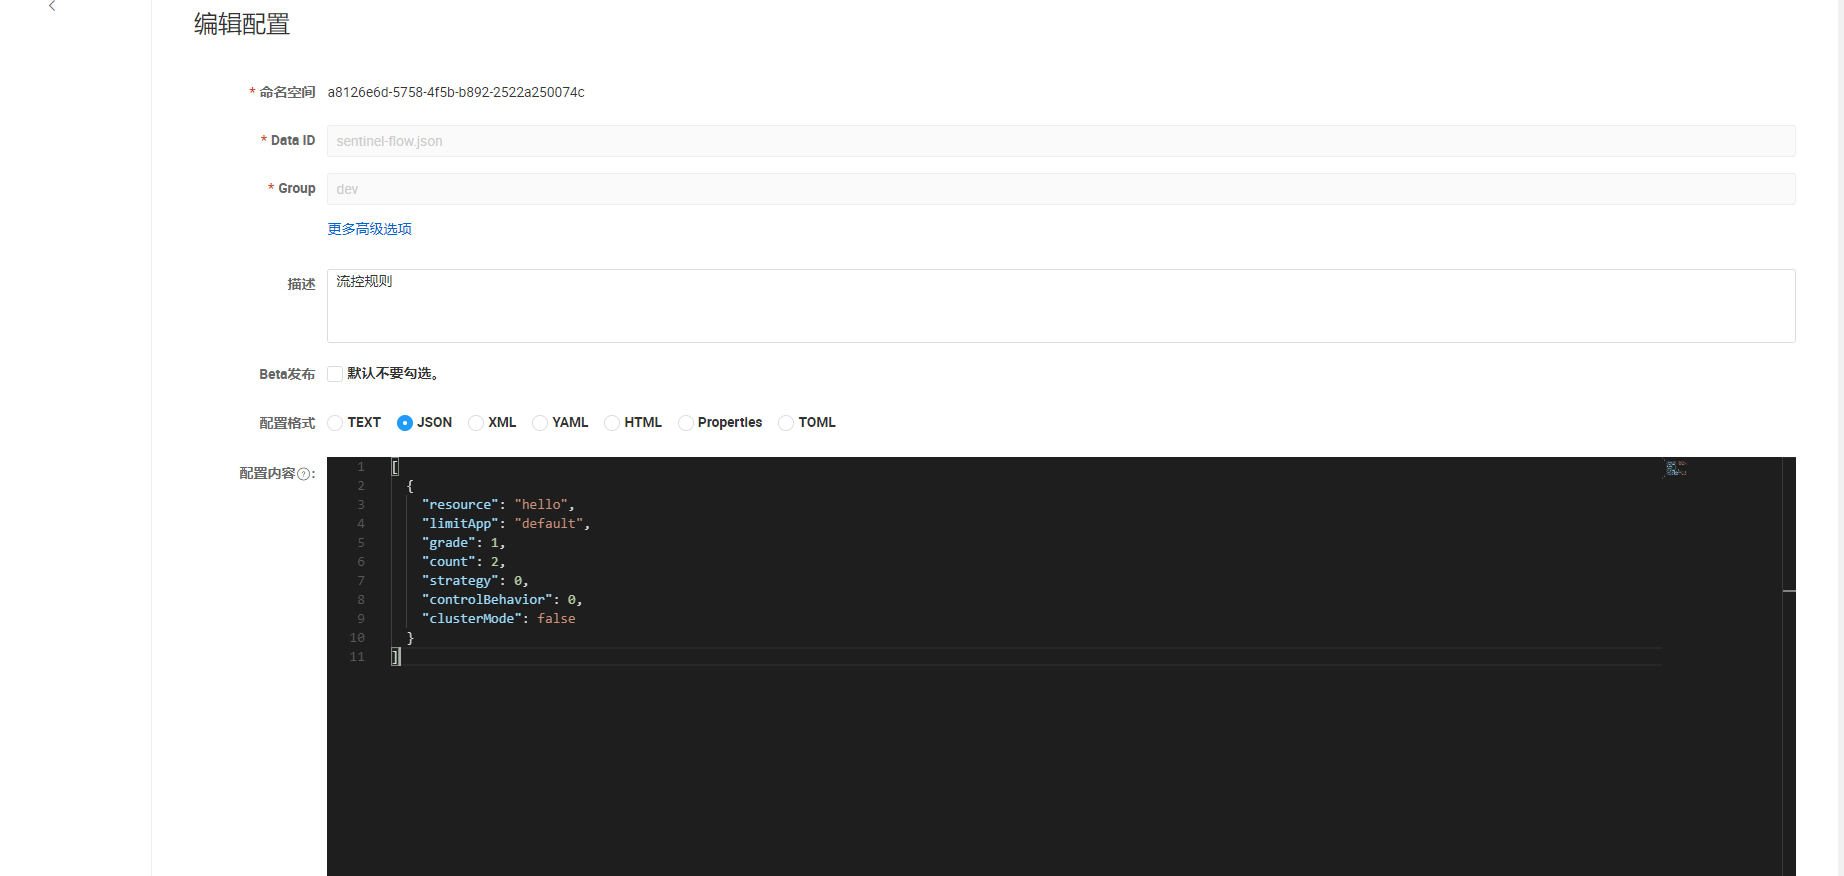 编辑配置
* 命名空间 a8126e6d-5758-4f5b-b892-2522a250074c
* Data ID sentinel-flow.json
* Group dev
更多高级选项
描述 流控规则
Beta发布 默认不要勾选。
配置格式 TEXT JSON XML YAML HTML Properties TOML
配置内容?:
1 [
2 {
3 "resource": "hello",
4 "limitApp": "default",
5 "grade": 1,
6 "count": 2,
7 "strategy": 0,
8 "controlBehavior": 0,
9 "clusterMode": false
10 }
11 ]